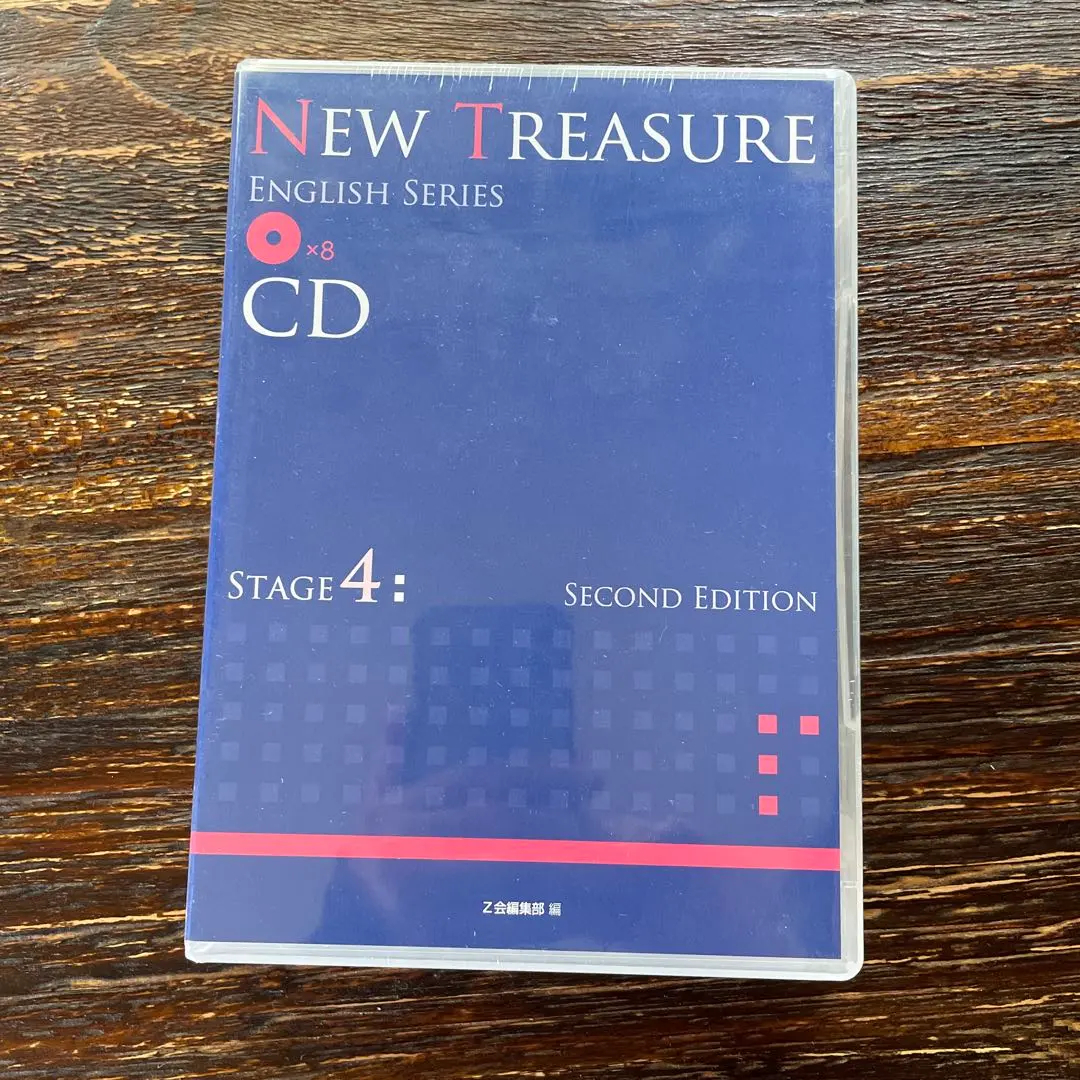 NEW TREASURE
ENGLISH SERIES
×8
CD
STAGE 4:
SECOND EDITION
Z会編集部 編